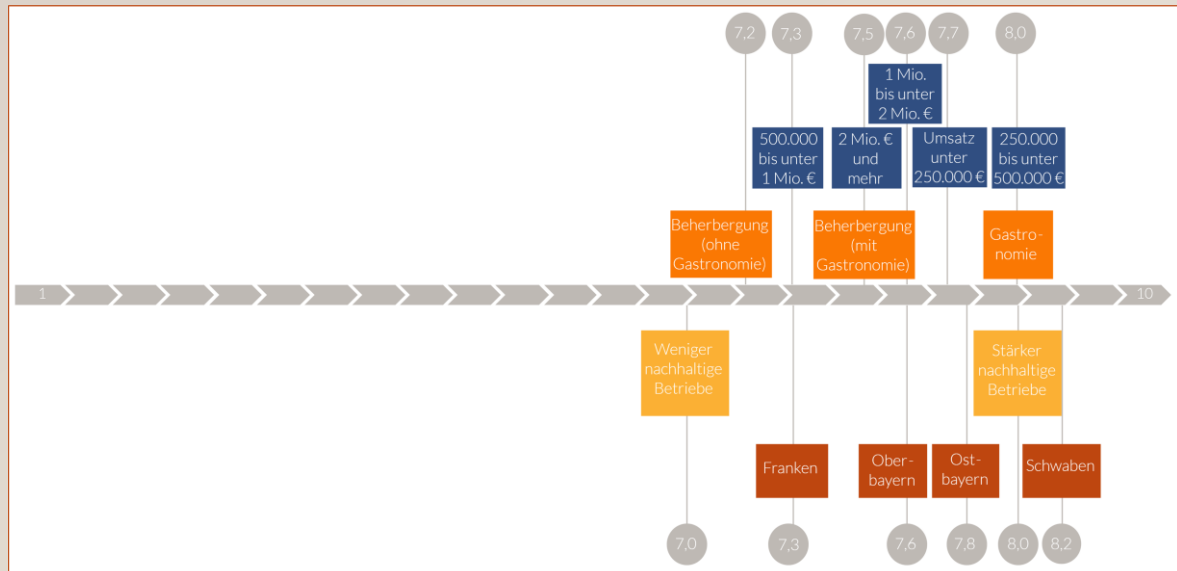 7,2
7,3
7,5
7,6
7,7
8,0
1 Mio.
bis unter
2 Mio. €
500.000
bis unter
1 Mio. €
2 Mio. €
und
mehr
Umsatz
unter
250.000 €
250.000
bis unter
500.000 €
Beherbergung
(ohne
Gastronomie)
Beherbergung
(mit
Gastronomie)
Gastro-
nomie
1
10
Weniger
nachhaltige
Betriebe
Stärker
nachhaltige
Betriebe
Franken
Ober-
bayern
Ost-
bayern
Schwaben
7,0
7,3
7,6
7,8
8,0
8,2